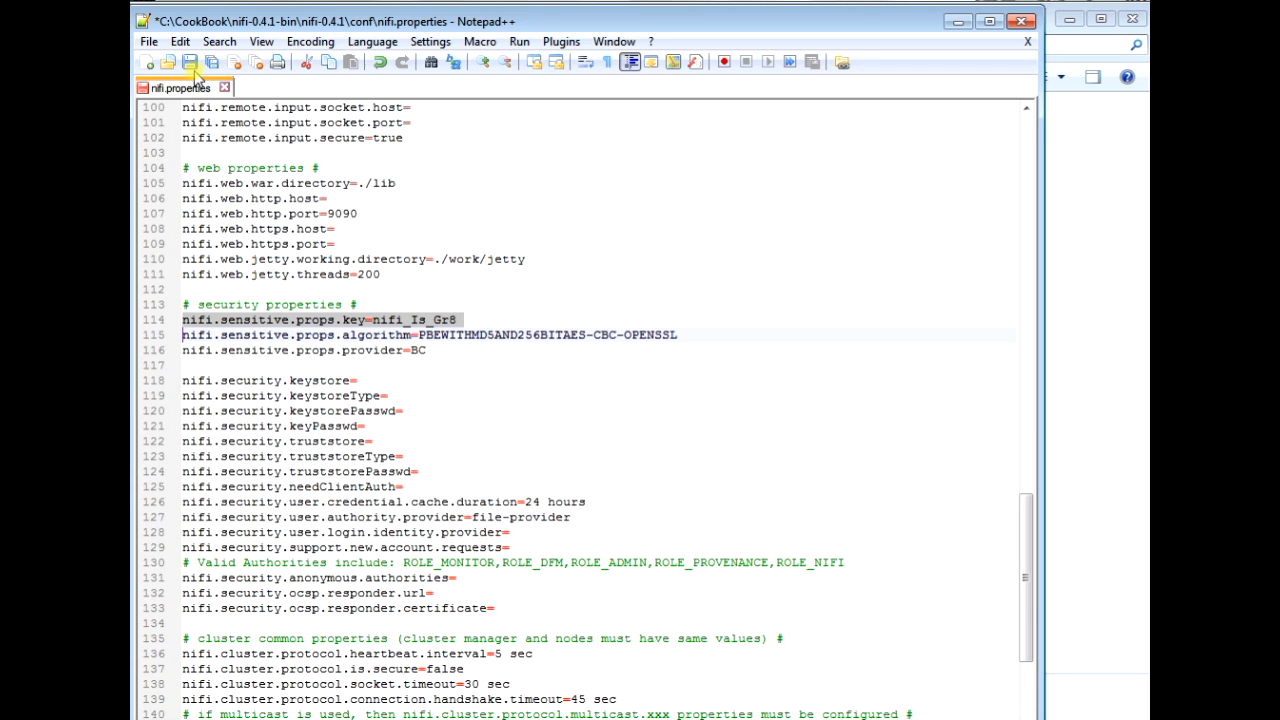 *C:\CookBook\nifi-0.4.1-bin\nifi-0.4.1\conf\nifi.properties - Notepad++
File Edit Search View Encoding Language Settings Macro Run Plugins Window ? X
nifi.properties
100 nifi.remote.input.socket.host=
101 nifi.remote.input.socket.port=
102 nifi.remote.input.secure=true
103
104 # web properties #
105 nifi.web.war.directory=./lib
106 nifi.web.http.host=
107 nifi.web.http.port=9090
108 nifi.web.https.host=
109 nifi.web.https.port=
110 nifi.web.jetty.working.directory=./work/jetty
111 nifi.web.jetty.threads=200
112
113 # security properties #
114 nifi.sensitive.props.key=nifi_Is_Gr8
115 nifi.sensitive.props.algorithm=PBEWITHMD5AND256BITAES-CBC-OPENSSL
116 nifi.sensitive.props.provider=BC
117
118 nifi.security.keystore=
119 nifi.security.keystoreType=
120 nifi.security.keystorePasswd=
121 nifi.security.keyPasswd=
122 nifi.security.truststore=
123 nifi.security.truststoreType=
124 nifi.security.truststorePasswd=
125 nifi.security.needClientAuth=
126 nifi.security.user.credential.cache.duration=24 hours
127 nifi.security.user.authority.provider=file-provider
128 nifi.security.user.login.identity.provider=
129 nifi.security.support.new.account.requests=
130 # Valid Authorities include: ROLE_MONITOR,ROLE_DFM,ROLE_ADMIN,ROLE_PROVENANCE,ROLE_NIFI
131 nifi.security.anonymous.authorities=
132 nifi.security.ocsp.responder.url=
133 nifi.security.ocsp.responder.certificate=
134
135 # cluster common properties (cluster manager and nodes must have same values) #
136 nifi.cluster.protocol.heartbeat.interval=5 sec
137 nifi.cluster.protocol.is.secure=false
138 nifi.cluster.protocol.socket.timeout=30 sec
139 nifi.cluster.protocol.connection.handshake.timeout=45 sec
140 # if multicast is used, then nifi.cluster.protocol.multicast.xxx properties must be configured #